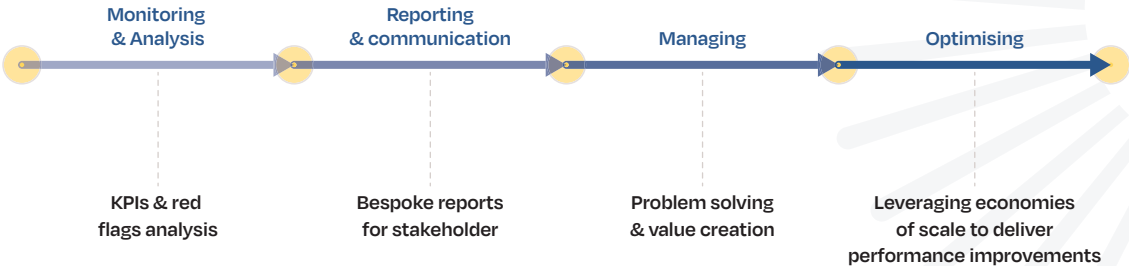 Monitoring
& Analysis
Reporting
& communication
Managing
Optimising
KPIs & red
flags analysis
Bespoke reports
for stakeholder
Problem solving
& value creation
Leveraging economies
of scale to deliver
performance improvements